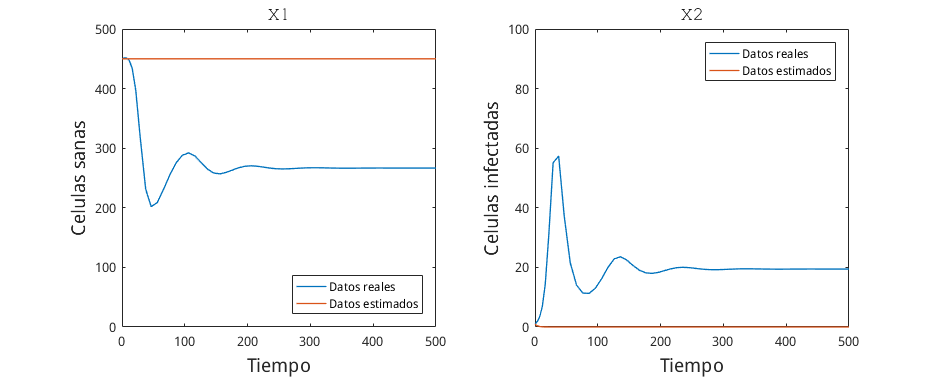 X1
500
400
300
200
100
0
Celulas sanas
Datos reales
Datos estimados
0 100 200 300 400 500
Tiempo
X2
100
80
60
40
20
0
Celulas infectadas
Datos reales
Datos estimados
0 100 200 300 400 500
Tiempo